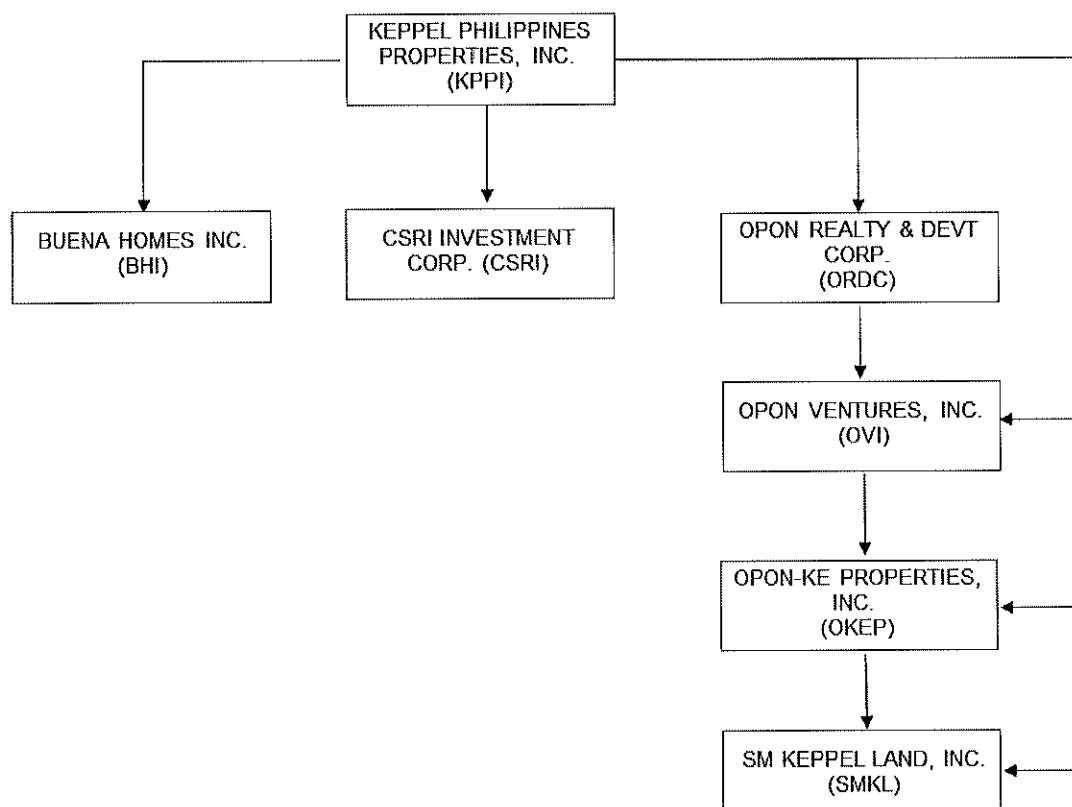 KEPPEL PHILIPPINES
PROPERTIES, INC.
(KPPI)
BUENA HOMES INC.
(BHI)
CSRI INVESTMENT
CORP. (CSRI)
OPON REALTY & DEVT
CORP.
(ORDC)
OPON VENTURES, INC.
(OVI)
OPON-KE PROPERTIES,
INC.
(OKEP)
SM KEPPEL LAND, INC.
(SMKL)